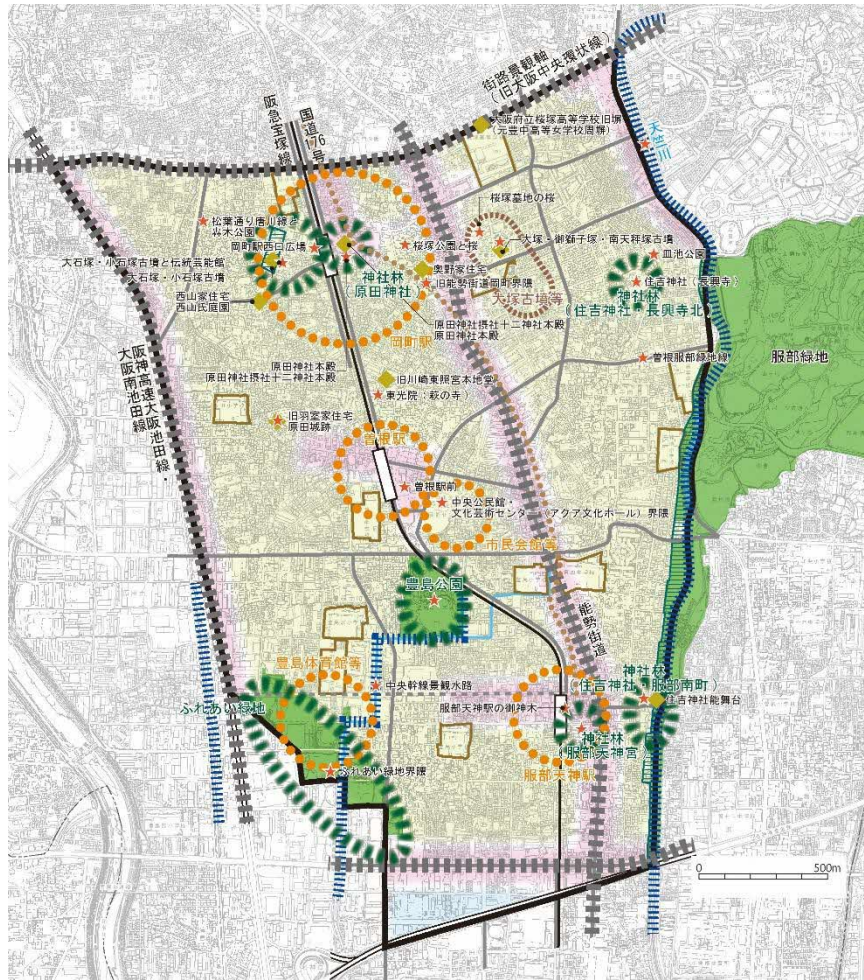 街路景観軸
（旧大阪中央環状線）
阪急宝塚線
国道176号
大阪府立桜塚高等学校旧塀
（元豊中高等女学校周塀）
天竺川
松葉通り唐川線と
桜塚墓地の桜
岡町駅西口広場
桜塚公園と桜
大塚・御獅子塚・南天秤塚古墳
大石塚・小石塚古墳と伝統芸能館
大石塚・小石塚古墳
奥野家住宅
旧能勢街道岡町界隈
皿池公園
住吉神社（長興寺）
神社林
（原田神社）
大塚古墳等
神社林
（住吉神社・長興寺北）
西山家住宅
西山氏庭園
岡町駅
原田神社摂社十二神社本殿
原田神社本殿
原田神社本殿
原田神社摂社十二神社本殿
曽根服部緑地線
服部緑地
阪神高速大阪池田線・
大阪南池田線
旧川崎東照宮本地堂
東光院（萩の寺）
旧羽室家住宅
原田城跡
曽根駅
曽根駅前
中央公民館・
文化芸術センター（アクア文化ホール）界隈
市民会館等
豊島公園
能勢街道
豊島体育館等
神社林
（住吉神社・服部南町）
中央幹線景観水路
ふれあい緑地
服部天神駅の御神木
住吉神社能舞台
神社林
（服部天神宮）
服部天神駅
ふれあい緑地界隈
0
500m